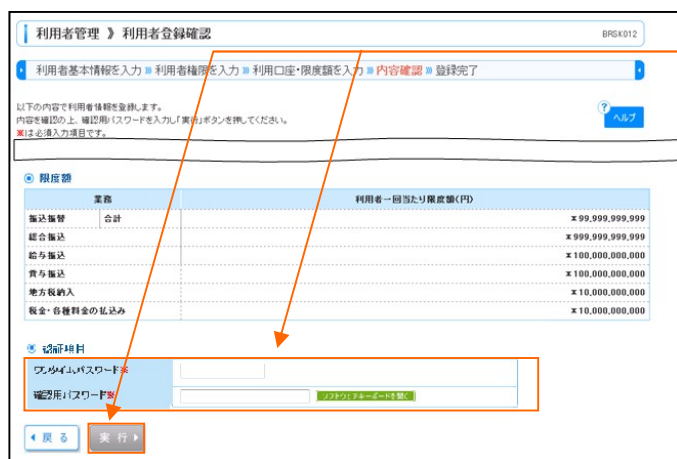 利用者管理 》 利用者登録確認
BRSK012
利用者基本情報を入力 》 利用者権限を入力 》 利用口座・限度額を入力 》 内容確認 》 登録完了
以下の内容で利用者情報を登録します。
内容を確認の上、確認用パスワードを入力し「実行」ボタンを押してください。
※は必須入力項目です。
?
ヘルプ
限度額
業務 利用者一回当たり限度額(円)
振込振替 合計 ¥99,999,999,999
総合振込 ¥999,999,999,999
給与振込 ¥100,000,000,000
賞与振込 ¥100,000,000,000
地方税納入 ¥10,000,000,000
税金・各種料金の払込み ¥10,000,000,000
認証項目
ワンタイムパスワード※
確認用パスワード※ ソフトウェアキーボードを開く
戻る 実行